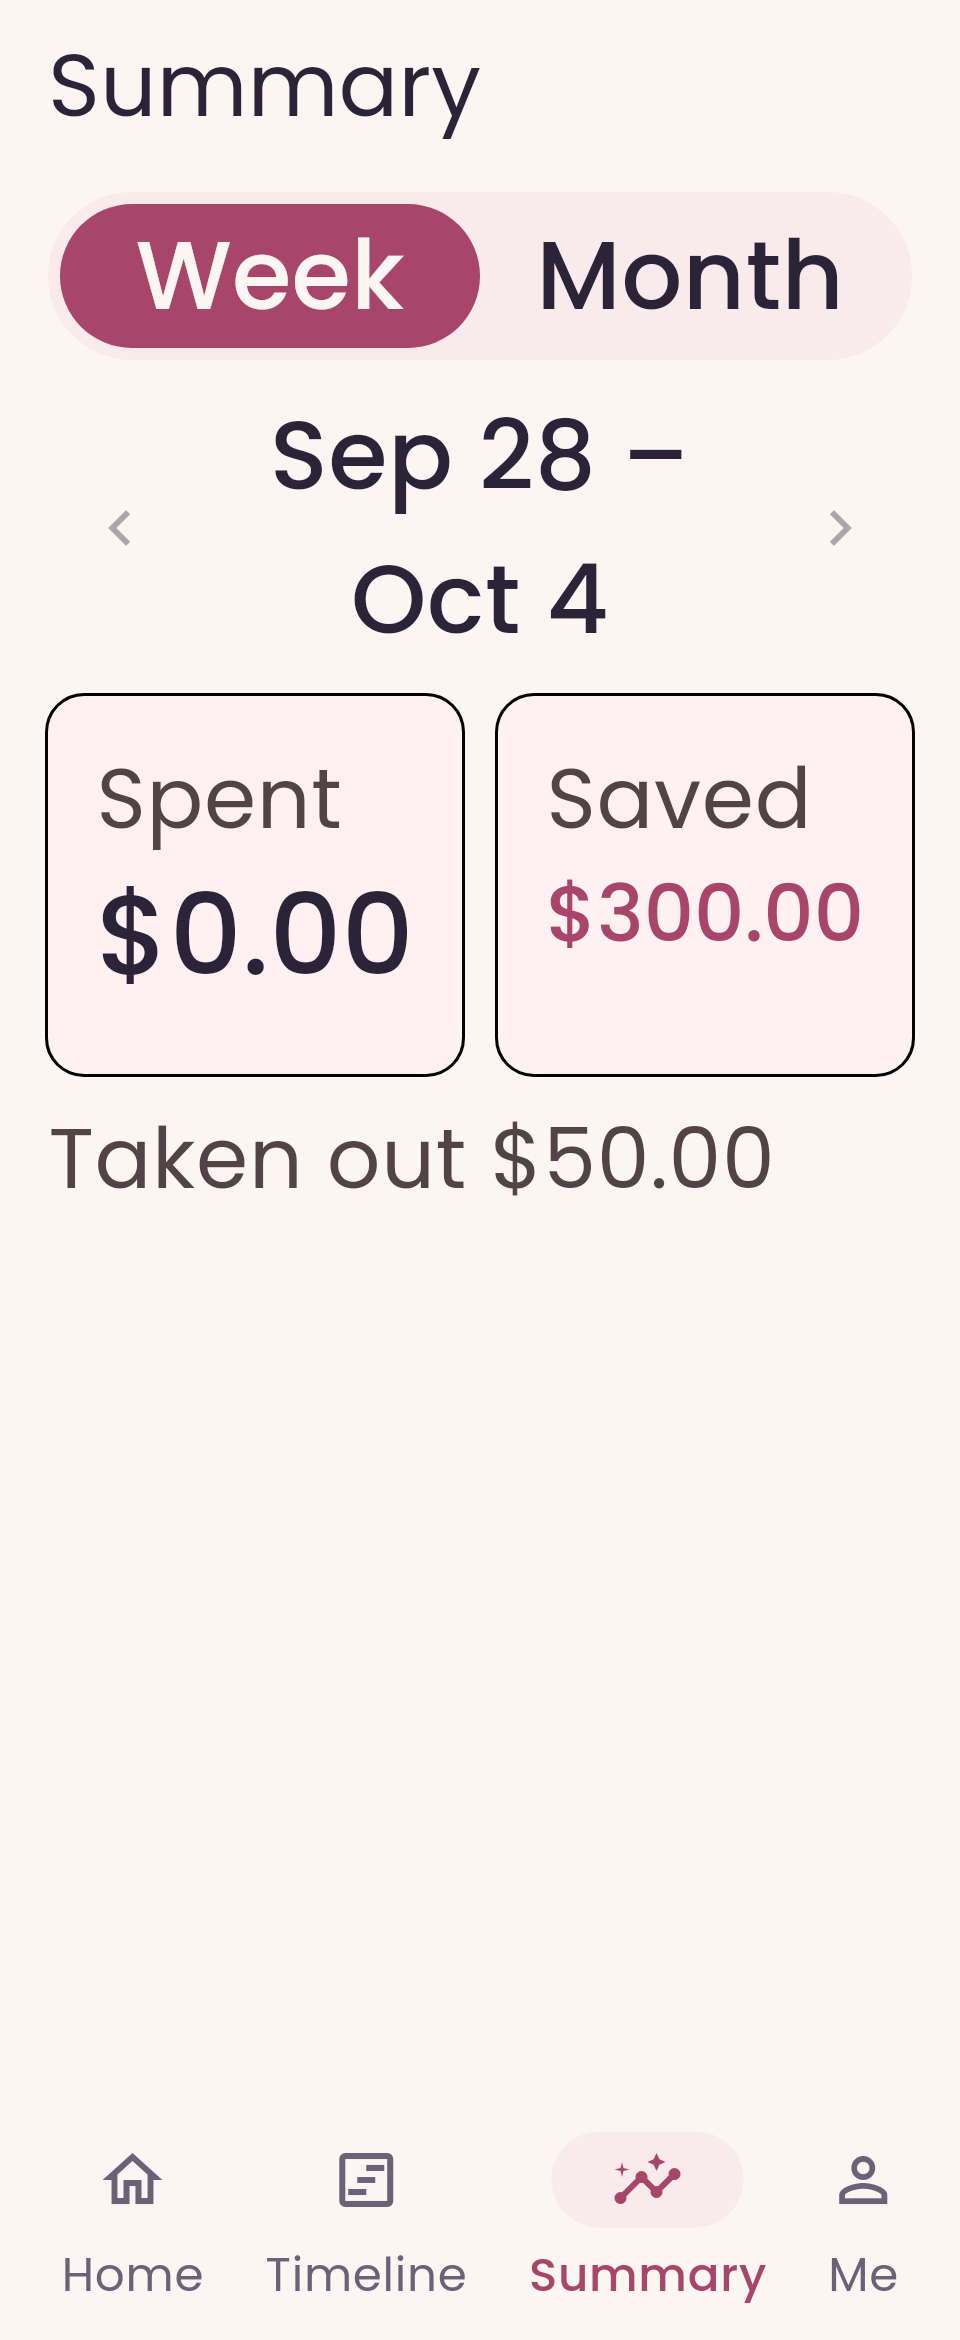 Summary
Week Month
Sep 28 –
Oct 4
Spent Saved
$0.00 $300.00
Taken out $50.00
Home Timeline Summary Me